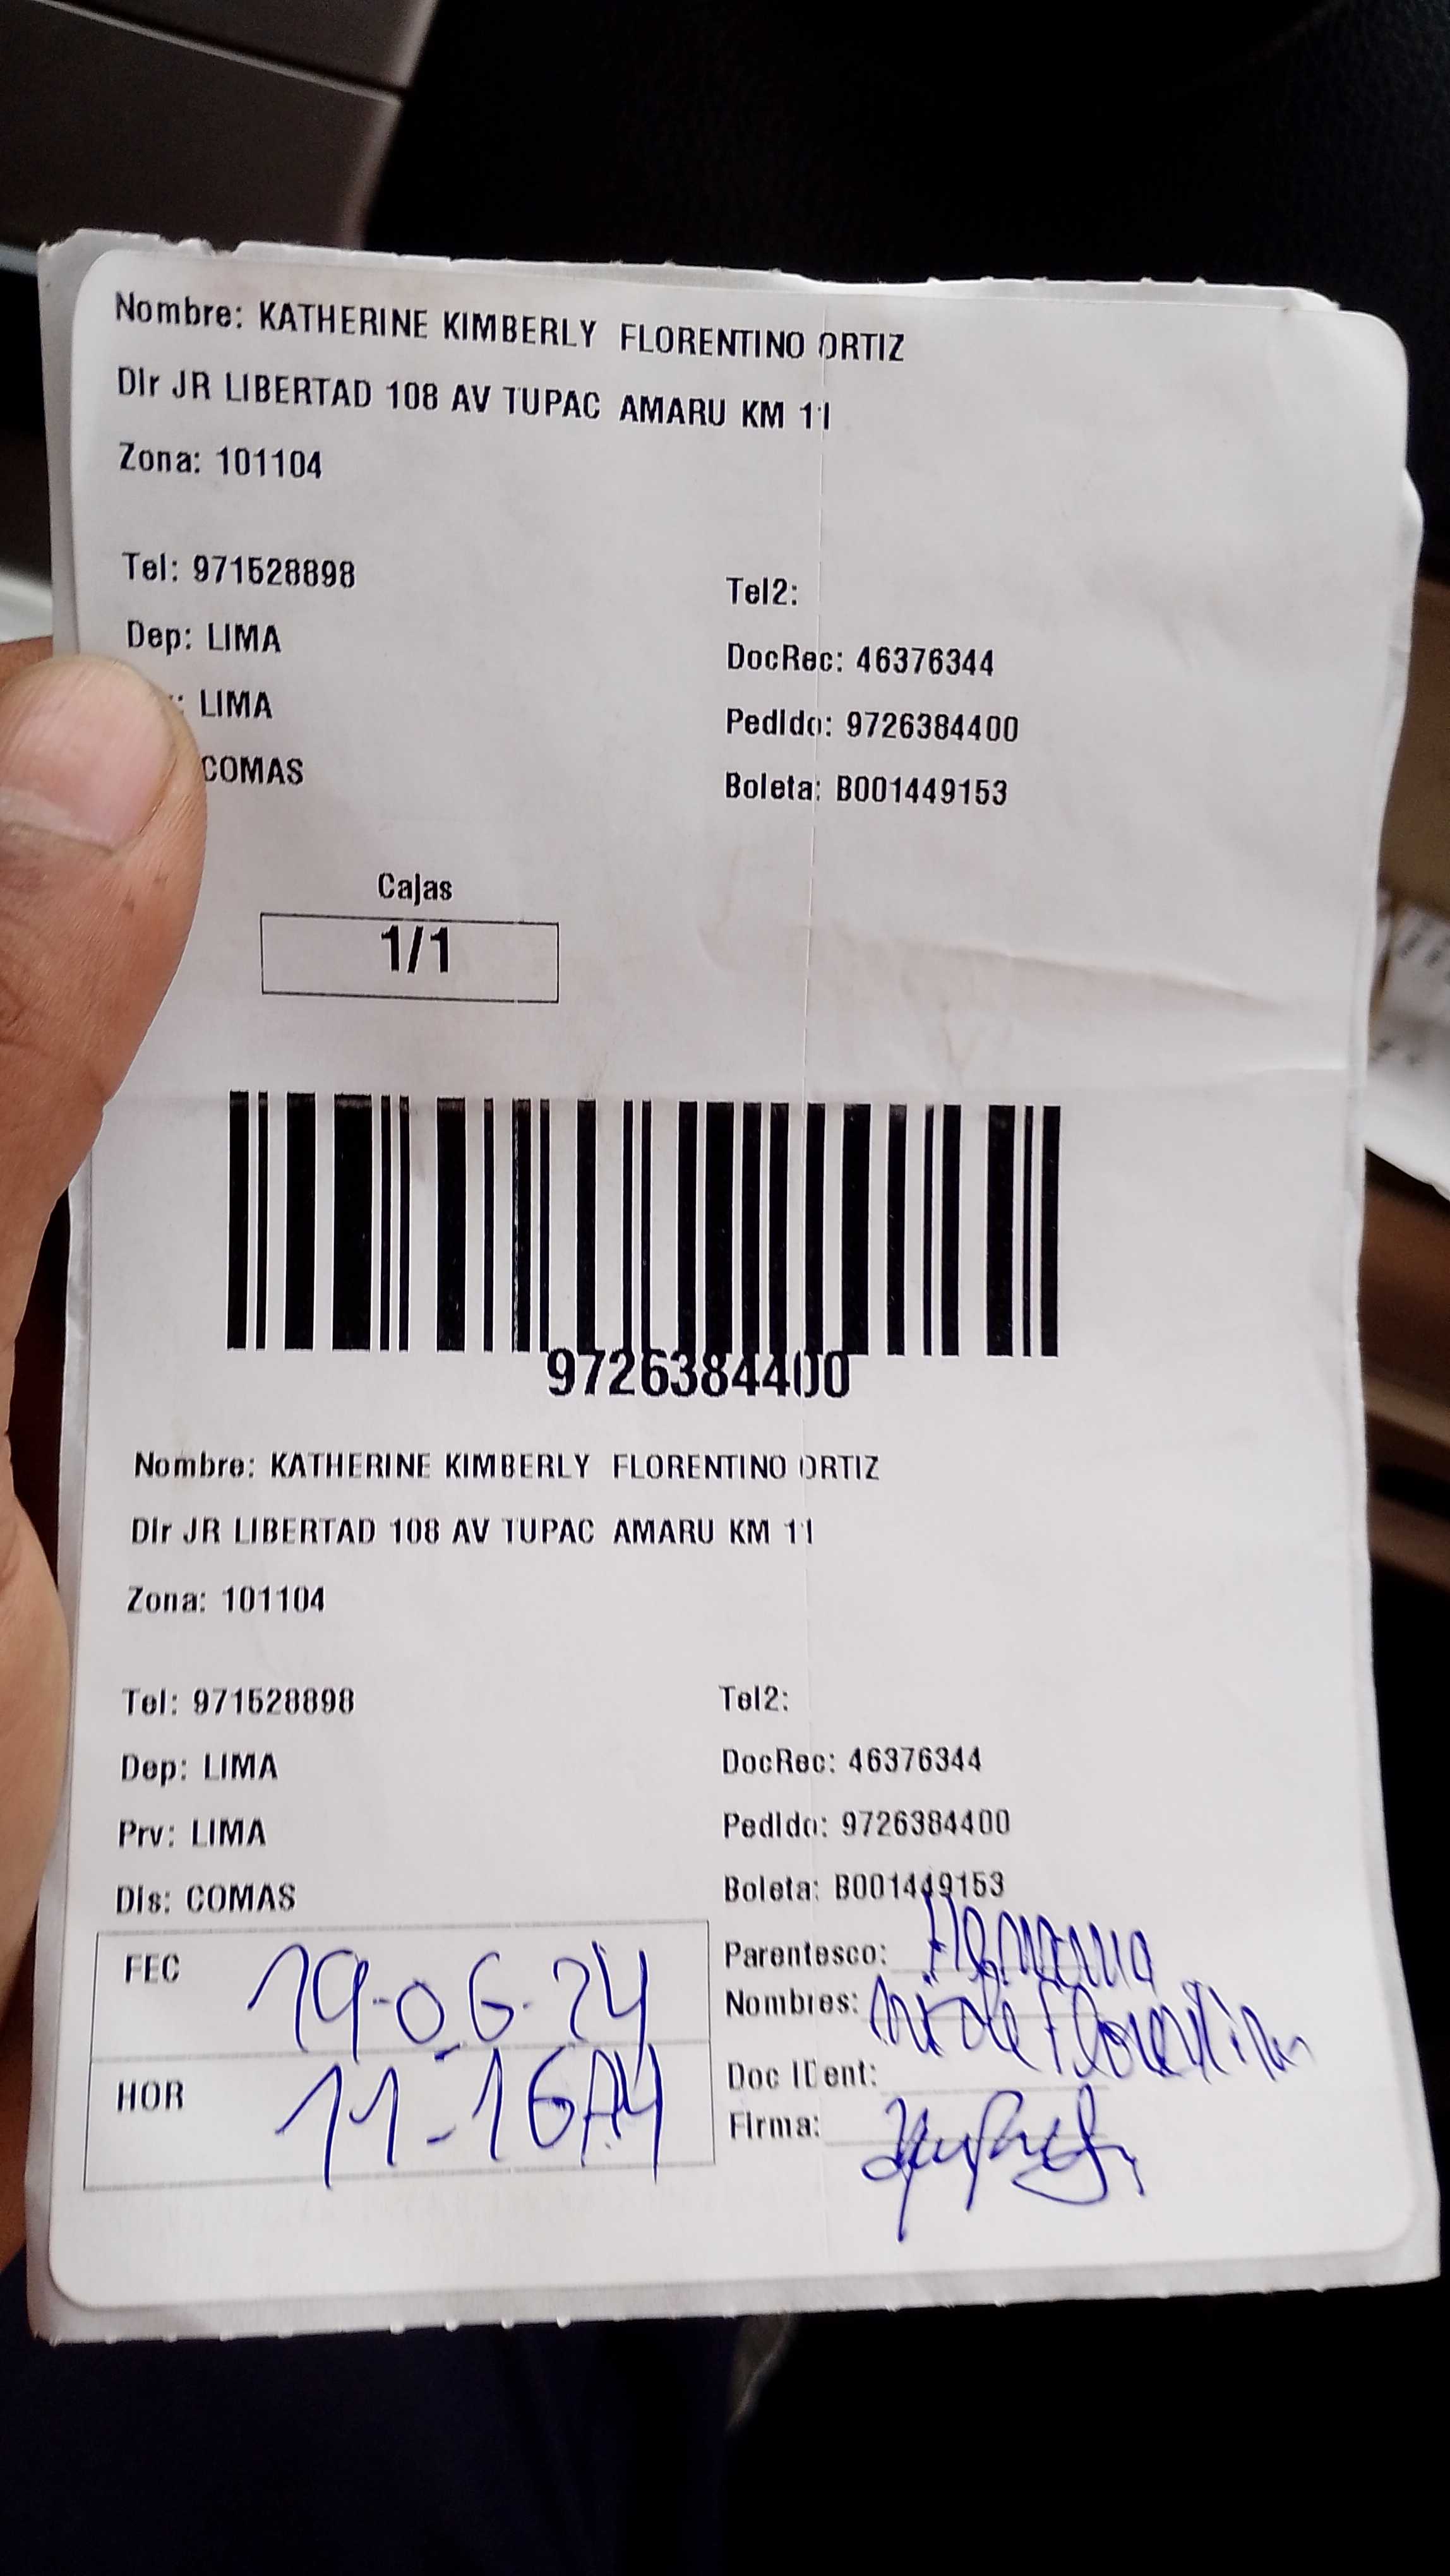 Nombre: KATHERINE KIMBERLY FLORENTINO ORTIZ
DIr JR LIBERTAD 108 AV TUPAC AMARU KM 11
Zona: 101104
Tel: 971528898
Tel2:
Dep: LIMA
DocRec: 46376344
: LIMA
PedIdo: 9726384400
COMAS
Boleta: B001449153
Cajas
1/1
9726384400
Nombre: KATHERINE KIMBERLY FLORENTINO ORTIZ
DIr JR LIBERTAD 108 AV TUPAC AMARU KM 11
Zona: 101104
Tel: 971528898
Tel2:
Dep: LIMA
DocRec: 46376344
Prv: LIMA
PedIdo: 9726384400
DIs: COMAS
Boleta: B001449153
FEC 19-06-24
Parentesco: Hermana
Nombres: Nicole Florentino
HOR 11-16AM
Doc IDent:
FIrma: